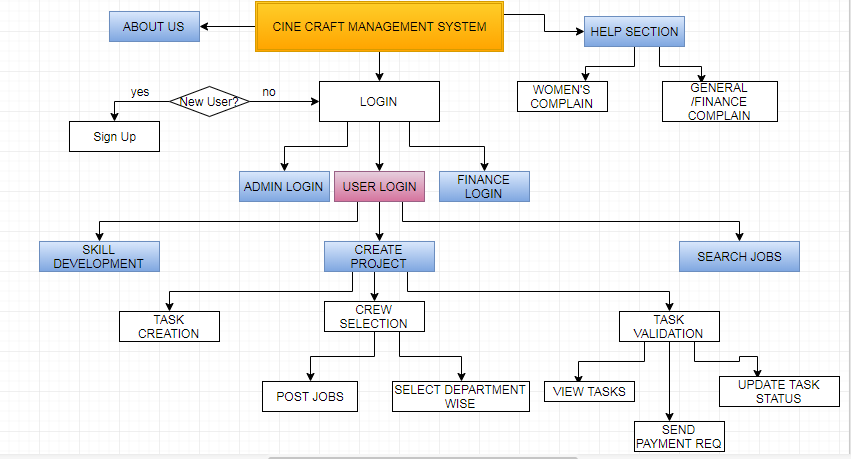 ABOUT US
CINE CRAFT MANAGEMENT SYSTEM
HELP SECTION
WOMEN'S
COMPLAIN
GENERAL
/FINANCE
COMPLAIN
yes
New User?
no
LOGIN
Sign Up
ADMIN LOGIN
USER LOGIN
FINANCE
LOGIN
SKILL
DEVELOPMENT
CREATE
PROJECT
SEARCH JOBS
TASK
CREATION
CREW
SELECTION
TASK
VALIDATION
POST JOBS
SELECT DEPARTMENT
WISE
VIEW TASKS
UPDATE TASK
STATUS
SEND
PAYMENT REQ